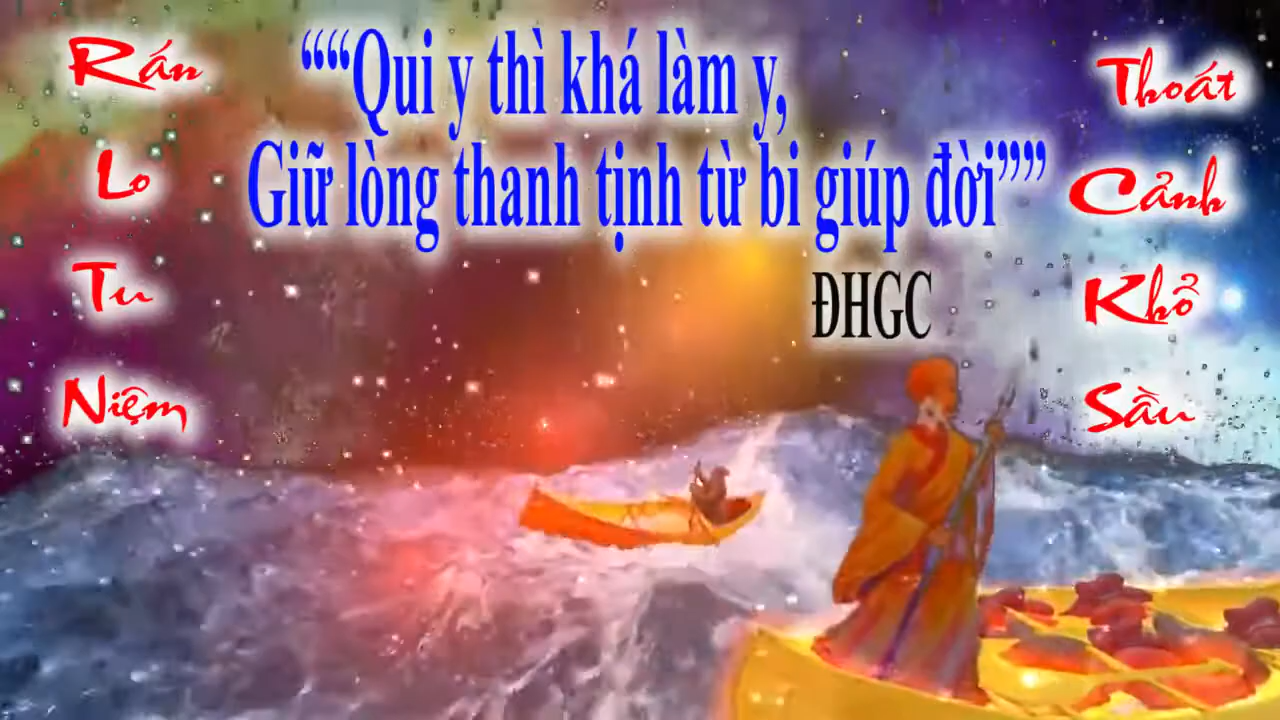 Rán
Lo
Tu
Niệm
““Qui y thì khá làm y,
Giữ lòng thanh tịnh từ bi giúp đời””
ĐHGC
Thoát
Cảnh
Khổ
Sầu